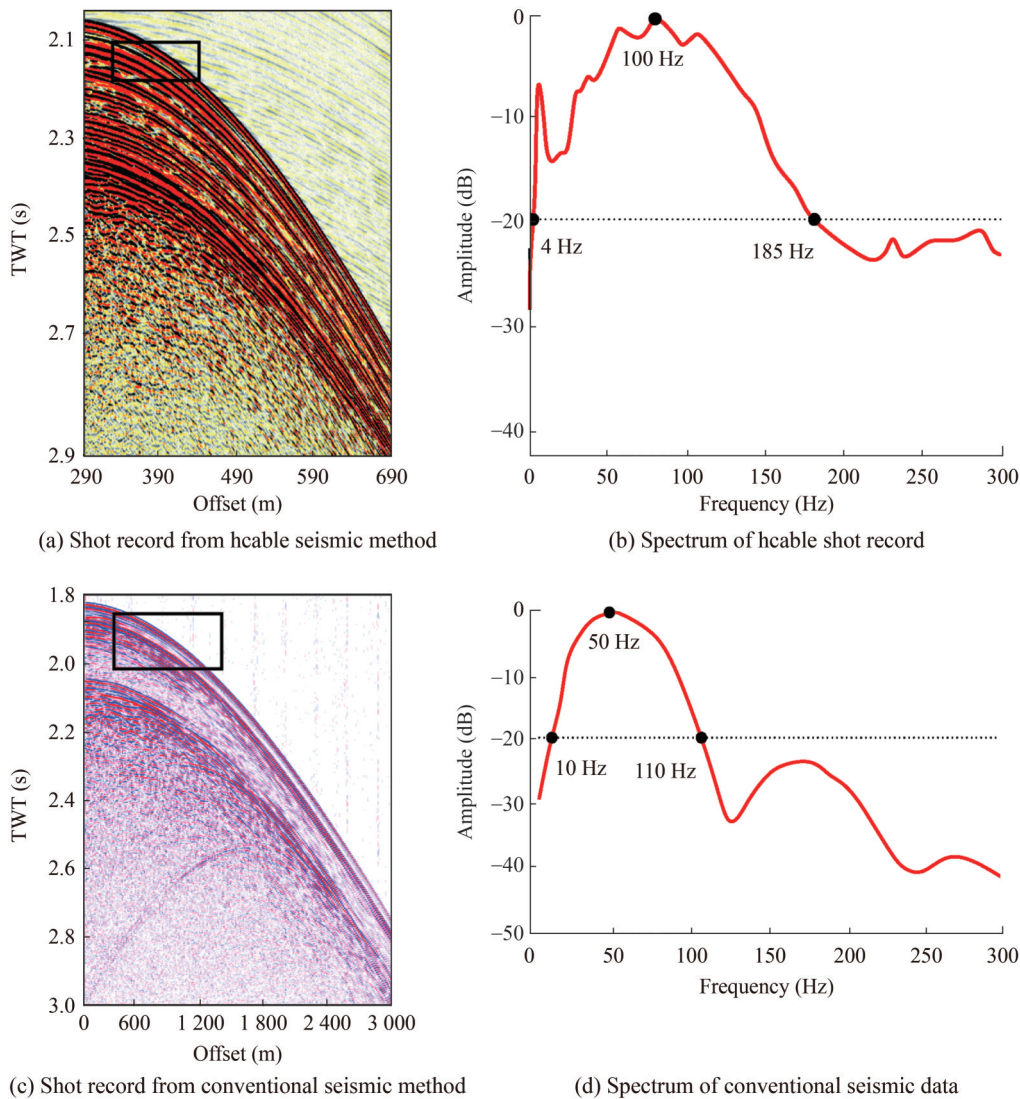 2.1
2.3
2.5
2.7
2.9
TWT (s)
290 390 490 590 690
Offset (m)
(a) Shot record from hcable seismic method
0
−10
−20
−30
−40
Amplitude (dB)
100 Hz
4 Hz
185 Hz
0 50 100 150 200 250 300
Frequency (Hz)
(b) Spectrum of hcable shot record
1.8
2.0
2.2
2.4
2.6
2.8
3.0
TWT (s)
0 600 1 200 1 800 2 400 3 000
Offset (m)
(c) Shot record from conventional seismic method
0
−10
−20
−30
−40
−50
Amplitude (dB)
50 Hz
10 Hz
110 Hz
0 50 100 150 200 250 300
Frequency (Hz)
(d) Spectrum of conventional seismic data